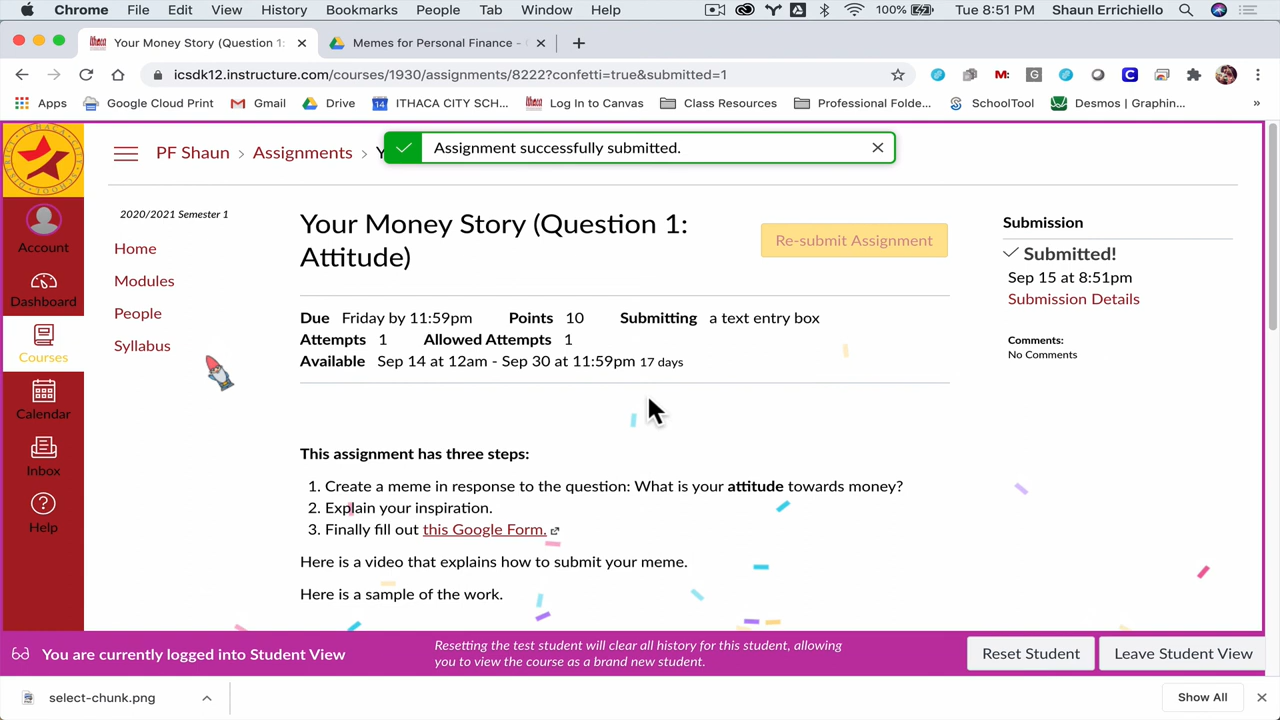 Chrome File Edit View History Bookmarks People Tab Window Help 100% Tue 8:51 PM Shaun Errichiello
Your Money Story (Question 1: Memes for Personal Finance -
icsdk12.instructure.com/courses/1930/assignments/8222?confetti=true&submitted=1
Apps Google Cloud Print Gmail Drive 14 ITHACA CITY SCH... Log In to Canvas Class Resources Professional Folde... SchoolTool Desmos | Graphin... »
PF Shaun › Assignments › Y
Assignment successfully submitted.
2020/2021 Semester 1
Home
Modules
People
Syllabus
Account
Dashboard
Courses
Calendar
Inbox
Help
Your Money Story (Question 1:
Attitude)
Re-submit Assignment
Due Friday by 11:59pm Points 10 Submitting a text entry box
Attempts 1 Allowed Attempts 1
Available Sep 14 at 12am - Sep 30 at 11:59pm 17 days
This assignment has three steps:
1. Create a meme in response to the question: What is your attitude towards money?
2. Explain your inspiration.
3. Finally fill out this Google Form.
Here is a video that explains how to submit your meme.
Here is a sample of the work.
Submission
Submitted!
Sep 15 at 8:51pm
Submission Details
Comments:
No Comments
You are currently logged into Student View
Resetting the test student will clear all history for this student, allowing
you to view the course as a brand new student.
Reset Student
Leave Student View
select-chunk.png
Show All